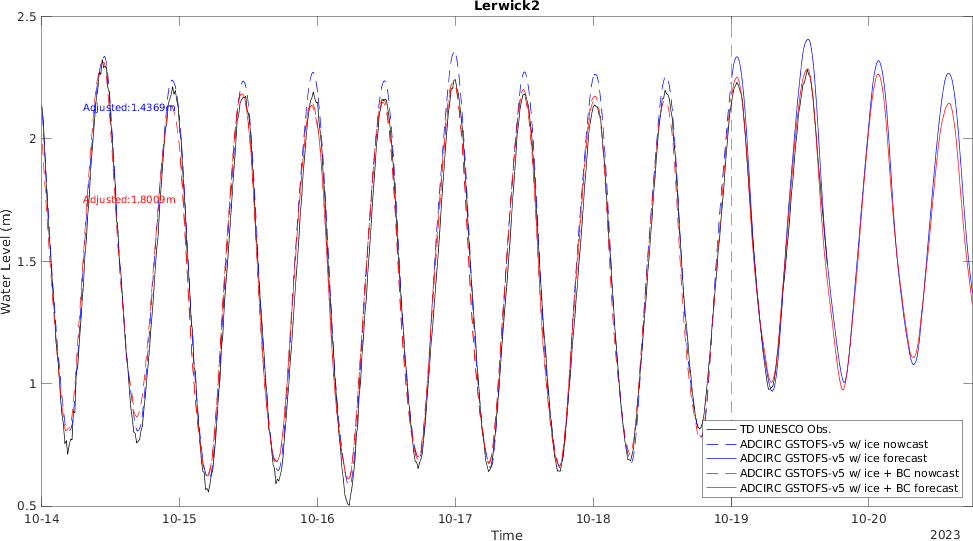 Lerwick2
2.5
2
1.5
1
0.5
Water Level (m)
Adjusted:1.4369m
Adjusted:1.8009m
TD UNESCO Obs.
ADCIRC GSTOFS-v5 w/ ice nowcast
ADCIRC GSTOFS-v5 w/ ice forecast
ADCIRC GSTOFS-v5 w/ ice + BC nowcast
ADCIRC GSTOFS-v5 w/ ice + BC forecast
10-14 10-15 10-16 10-17 10-18 10-19 10-20
Time
2023